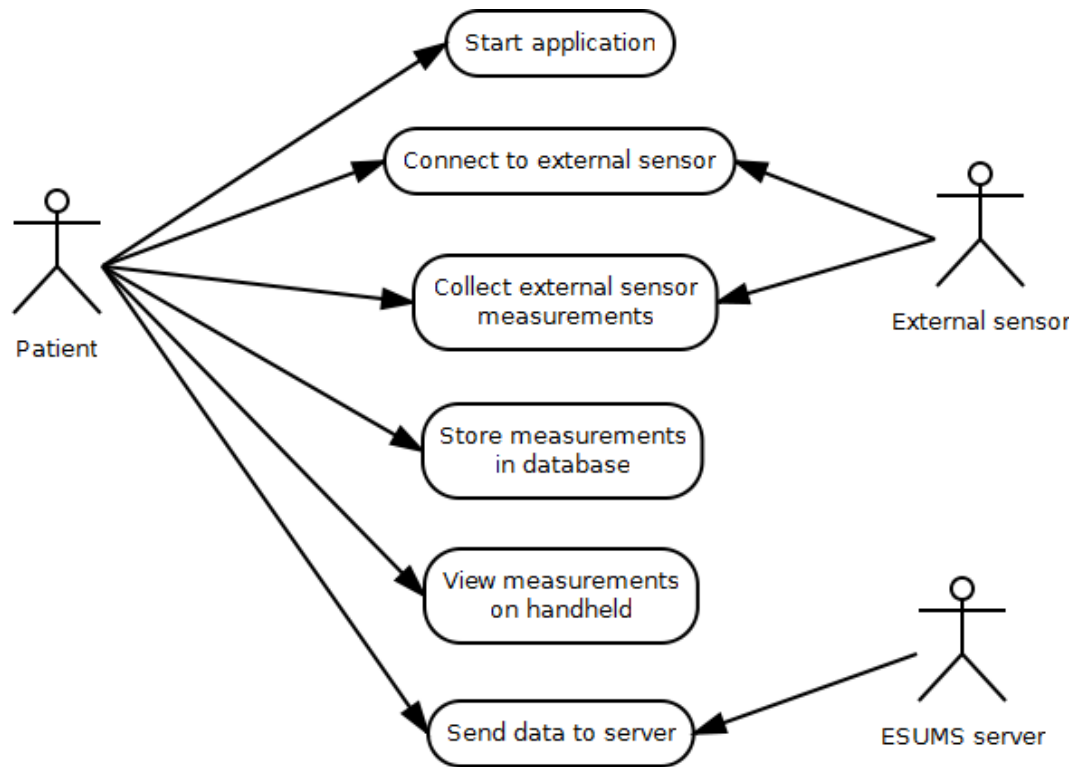 Start application
Connect to external sensor
Collect external sensor
measurements
External sensor
Patient
Store measurements
in database
View measurements
on handheld
Send data to server
ESUMS server